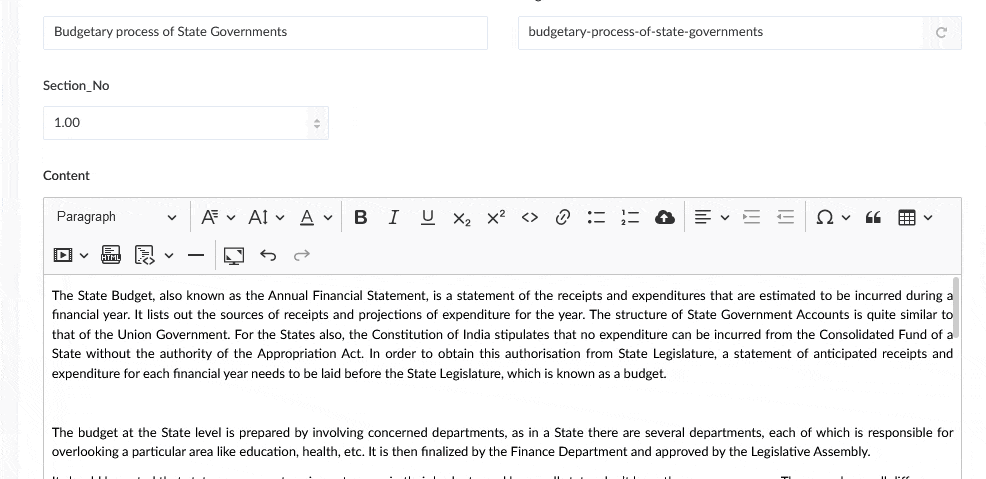 Budgetary process of State Governments
budgetary-process-of-state-governments
Section_No
1.00
Content
Paragraph
The State Budget, also known as the Annual Financial Statement, is a statement of the receipts and expenditures that are estimated to be incurred during a
financial year. It lists out the sources of receipts and projections of expenditure for the year. The structure of State Government Accounts is quite similar to
that of the Union Government. For the States also, the Constitution of India stipulates that no expenditure can be incurred from the Consolidated Fund of a
State without the authority of the Appropriation Act. In order to obtain this authorisation from State Legislature, a statement of anticipated receipts and
expenditure for each financial year needs to be laid before the State Legislature, which is known as a budget.
The budget at the State level is prepared by involving concerned departments, as in a State there are several departments, each of which is responsible for
overlooking a particular area like education, health, etc. It is then finalized by the Finance Department and approved by the Legislative Assembly.